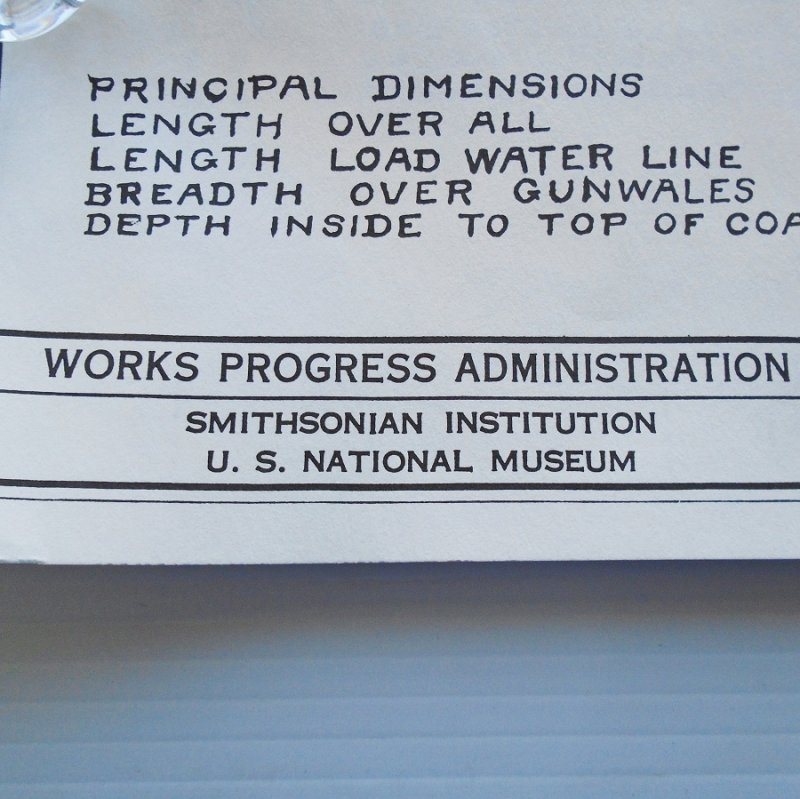 PRINCIPAL DIMENSIONS
LENGTH OVER ALL
LENGTH LOAD WATER LINE
BREADTH OVER GUNWALES
DEPTH INSIDE TO TOP OF
WORKS PROGRESS ADMINISTRATION
SMITHSONIAN INSTITUTION
U. S. NATIONAL MUSEUM